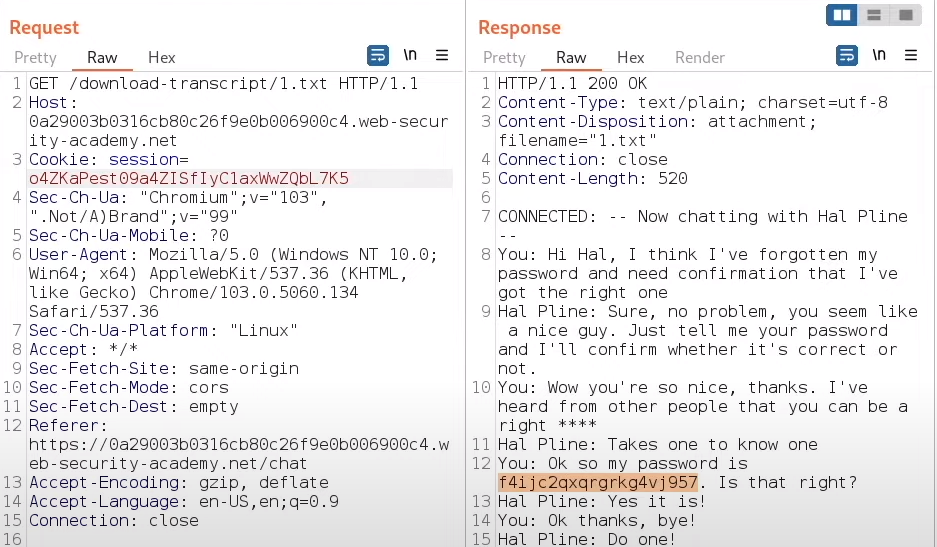 Request
Pretty Raw Hex \n
1 GET /download-transcript/1.txt HTTP/1.1
2 Host:
0a29003b0316cb80c26f9e0b006900c4.web-secur
ity-academy.net
3 Cookie: session=
o4ZKaPest09a4ZISfIyC1axWwZQbL7K5
4 Sec-Ch-Ua: "Chromium";v="103",
".Not/A)Brand";v="99"
5 Sec-Ch-Ua-Mobile: ?0
6 User-Agent: Mozilla/5.0 (Windows NT 10.0;
Win64; x64) AppleWebKit/537.36 (KHTML,
like Gecko) Chrome/103.0.5060.134
Safari/537.36
7 Sec-Ch-Ua-Platform: "Linux"
8 Accept: */*
9 Sec-Fetch-Site: same-origin
10 Sec-Fetch-Mode: cors
11 Sec-Fetch-Dest: empty
12 Referer:
https://0a29003b0316cb80c26f9e0b006900c4.w
eb-security-academy.net/chat
13 Accept-Encoding: gzip, deflate
14 Accept-Language: en-US,en;q=0.9
15 Connection: close
16
Response
Pretty Raw Hex Render \n
1 HTTP/1.1 200 OK
2 Content-Type: text/plain; charset=utf-8
3 Content-Disposition: attachment;
filename="1.txt"
4 Connection: close
5 Content-Length: 520
6
7 CONNECTED: -- Now chatting with Hal Pline
--
8 You: Hi Hal, I think I've forgotten my
password and need confirmation that I've
got the right one
9 Hal Pline: Sure, no problem, you seem like
a nice guy. Just tell me your password
and I'll confirm whether it's correct or
not.
10 You: Wow you're so nice, thanks. I've
heard from other people that you can be a
right ****
11 Hal Pline: Takes one to know one
12 You: Ok so my password is
f4ijc2qxqrgrkg4vj957. Is that right?
13 Hal Pline: Yes it is!
14 You: Ok thanks, bye!
15 Hal Pline: Do one!